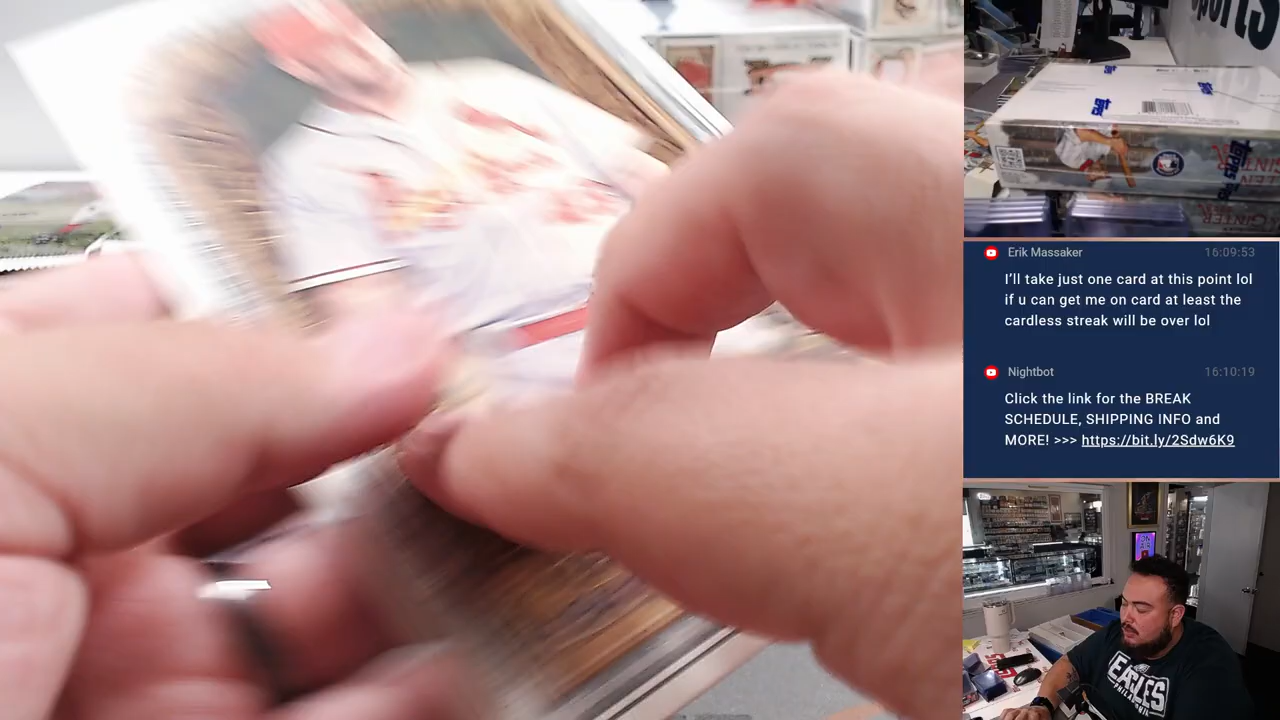 sports
topps
Erik Massaker 16:09:53
I'll take just one card at this point lol
if u can get me on card at least the
cardless streak will be over lol
Nightbot 16:10:19
Click the link for the BREAK
SCHEDULE, SHIPPING INFO and
MORE! >>> https://bit.ly/2Sdw6K9
EAGLES